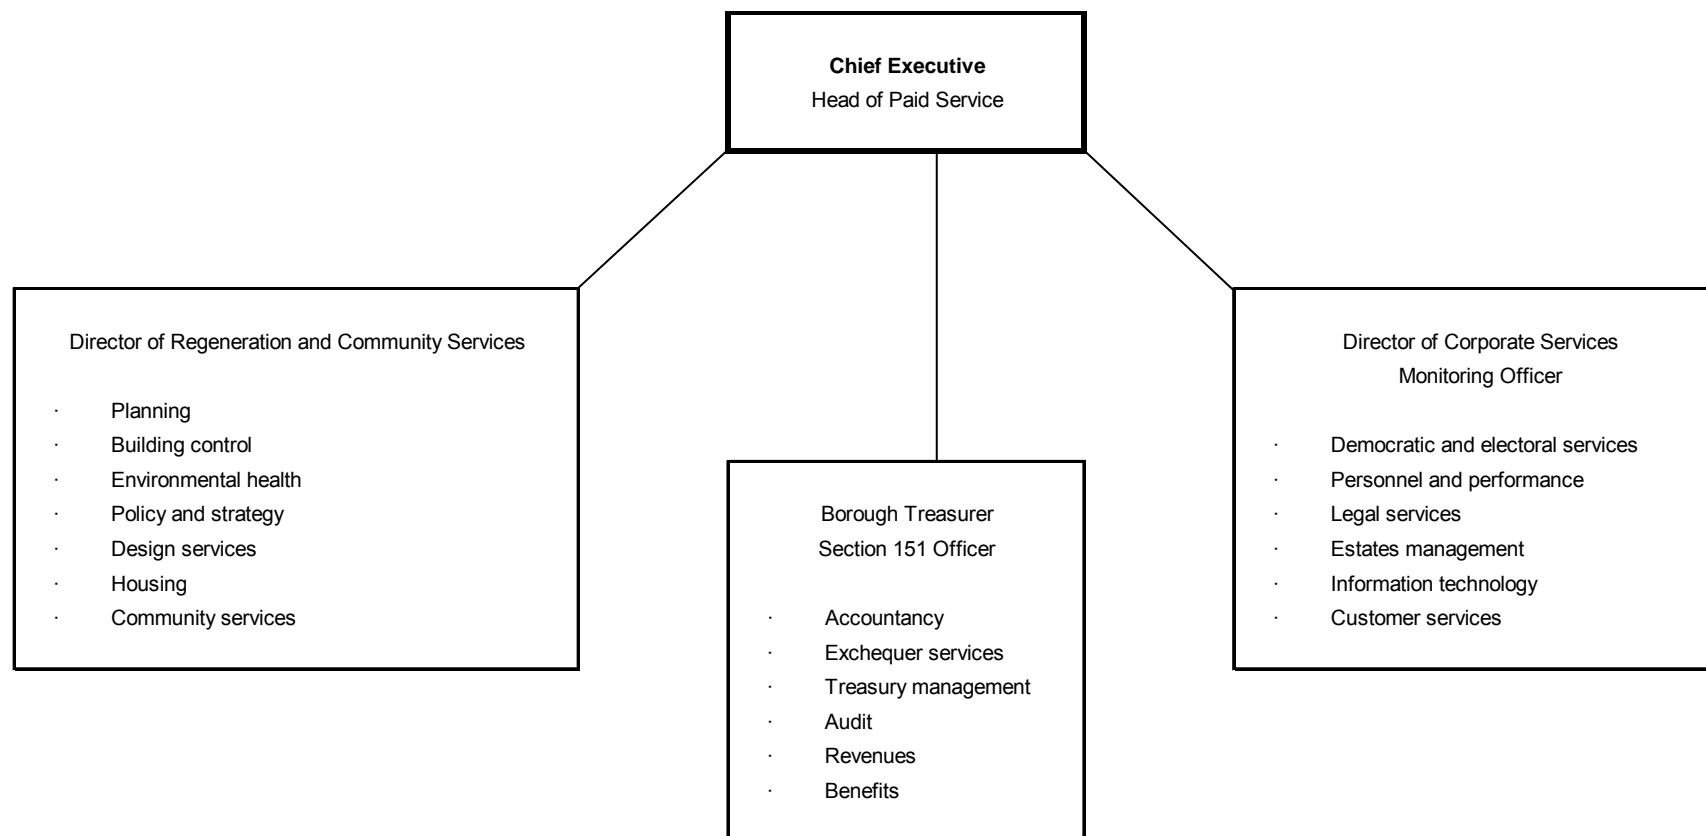 Chief Executive
Head of Paid Service
Director of Regeneration and Community Services
· Planning
· Building control
· Environmental health
· Policy and strategy
· Design services
· Housing
· Community services
Borough Treasurer
Section 151 Officer
· Accountancy
· Exchequer services
· Treasury management
· Audit
· Revenues
· Benefits
Director of Corporate Services
Monitoring Officer
· Democratic and electoral services
· Personnel and performance
· Legal services
· Estates management
· Information technology
· Customer services